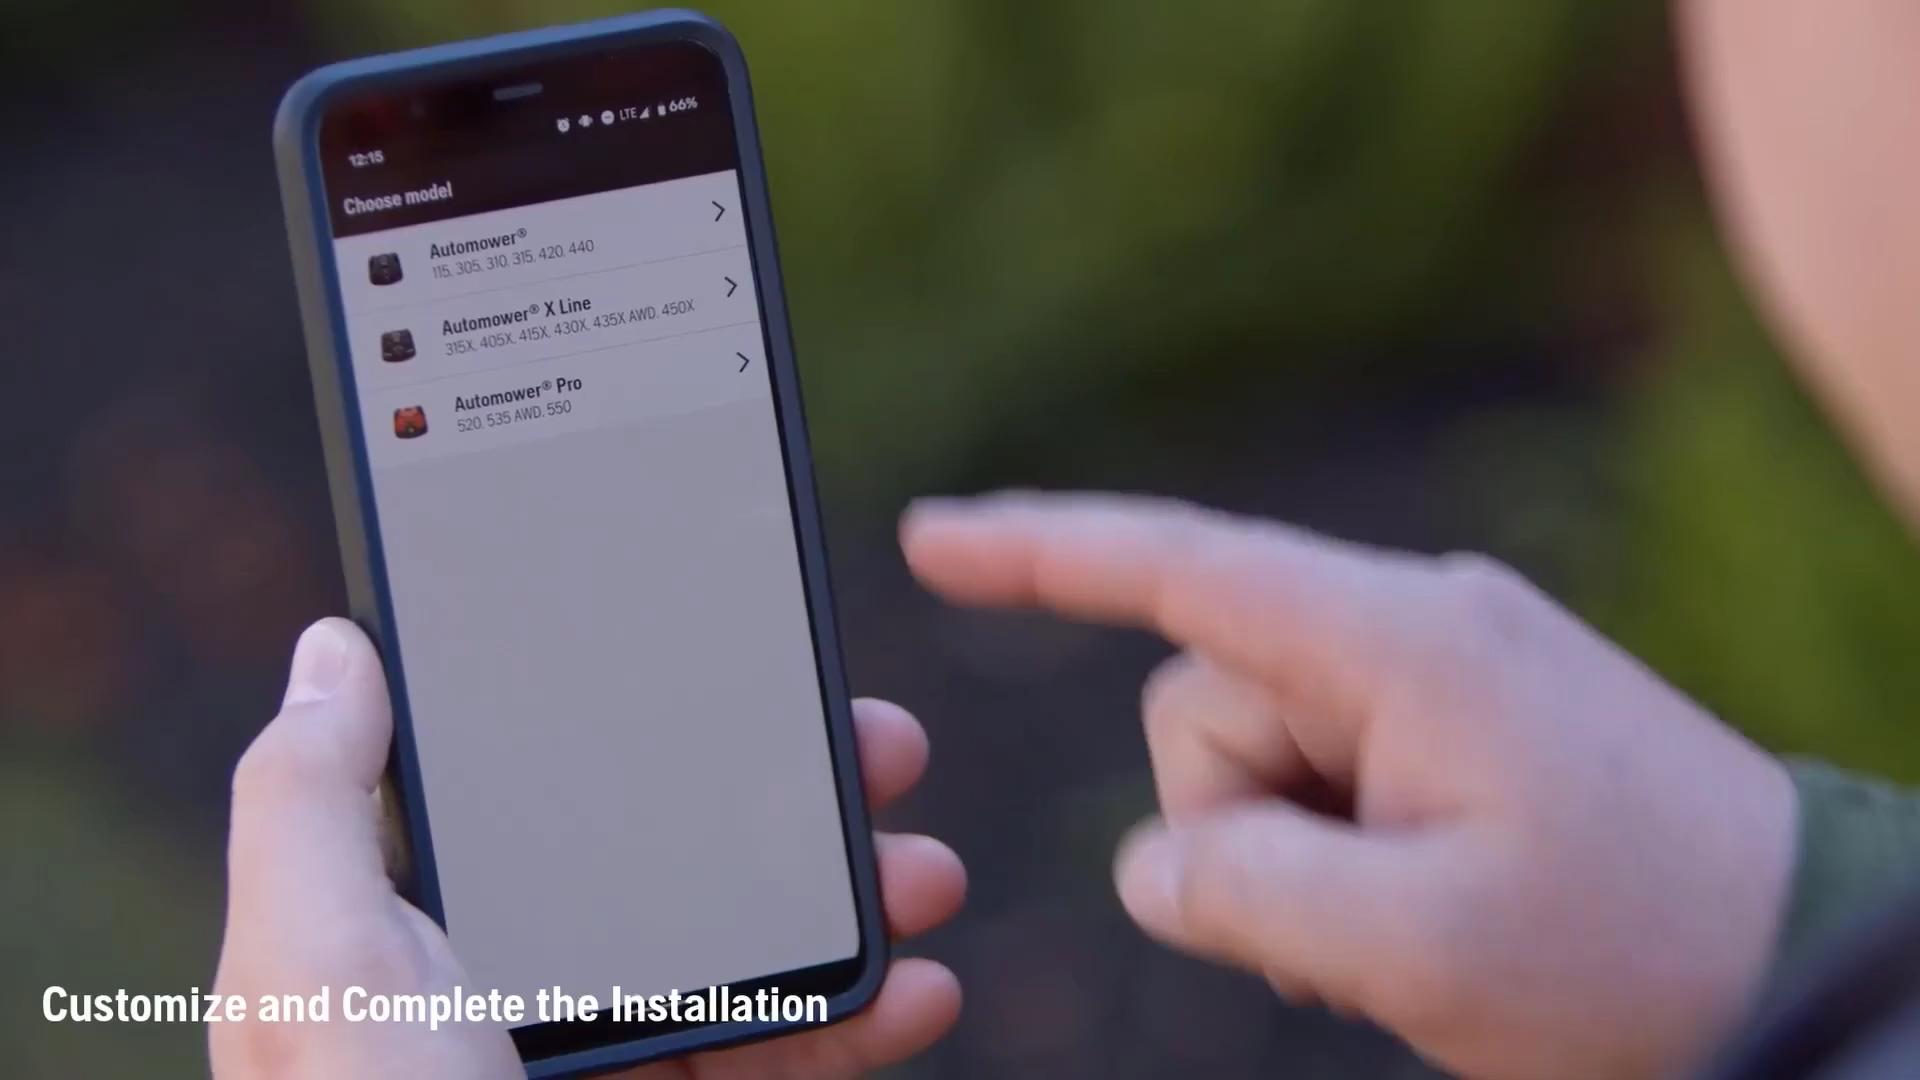 12:15 LTE 66%
Choose model
Automower®
115, 305, 310, 315, 420, 440
Automower® X Line
315X, 405X, 415X, 430X, 435X AWD, 450X
Automower® Pro
520, 535 AWD, 550
Customize and Complete the Installation